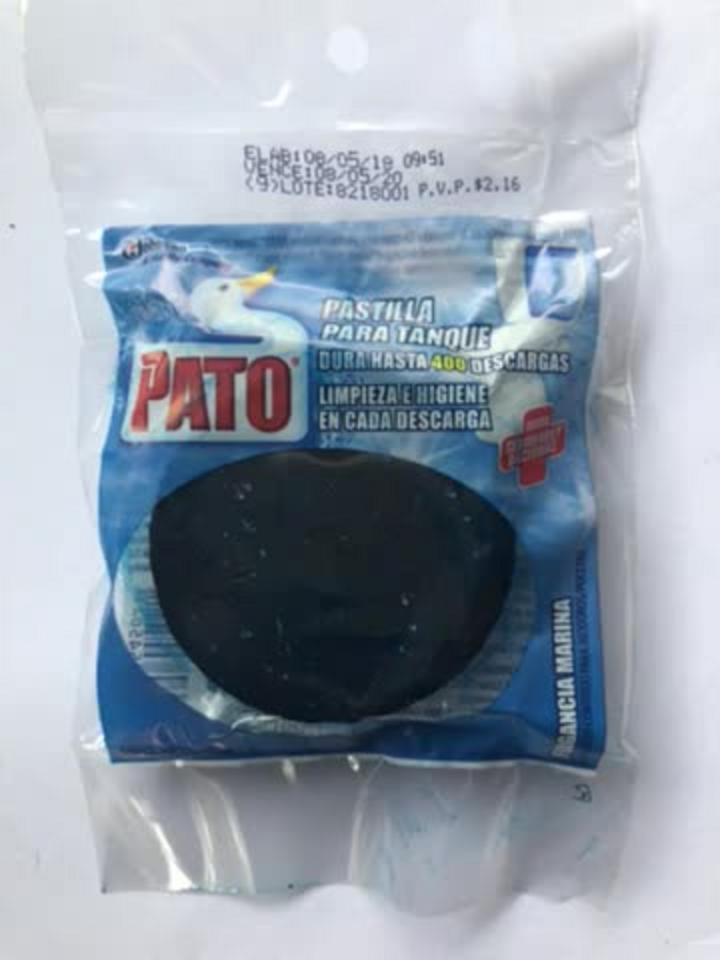 ELAB:08/05/18 09:51
VENCE:08/05/20
(9)LOTE:8218001 P.V.P.$2.16
PATO
PASTILLA
PARA TANQUE
DURA HASTA 400 DESCARGAS
LIMPIEZA E HIGIENE
EN CADA DESCARGA
MARINA